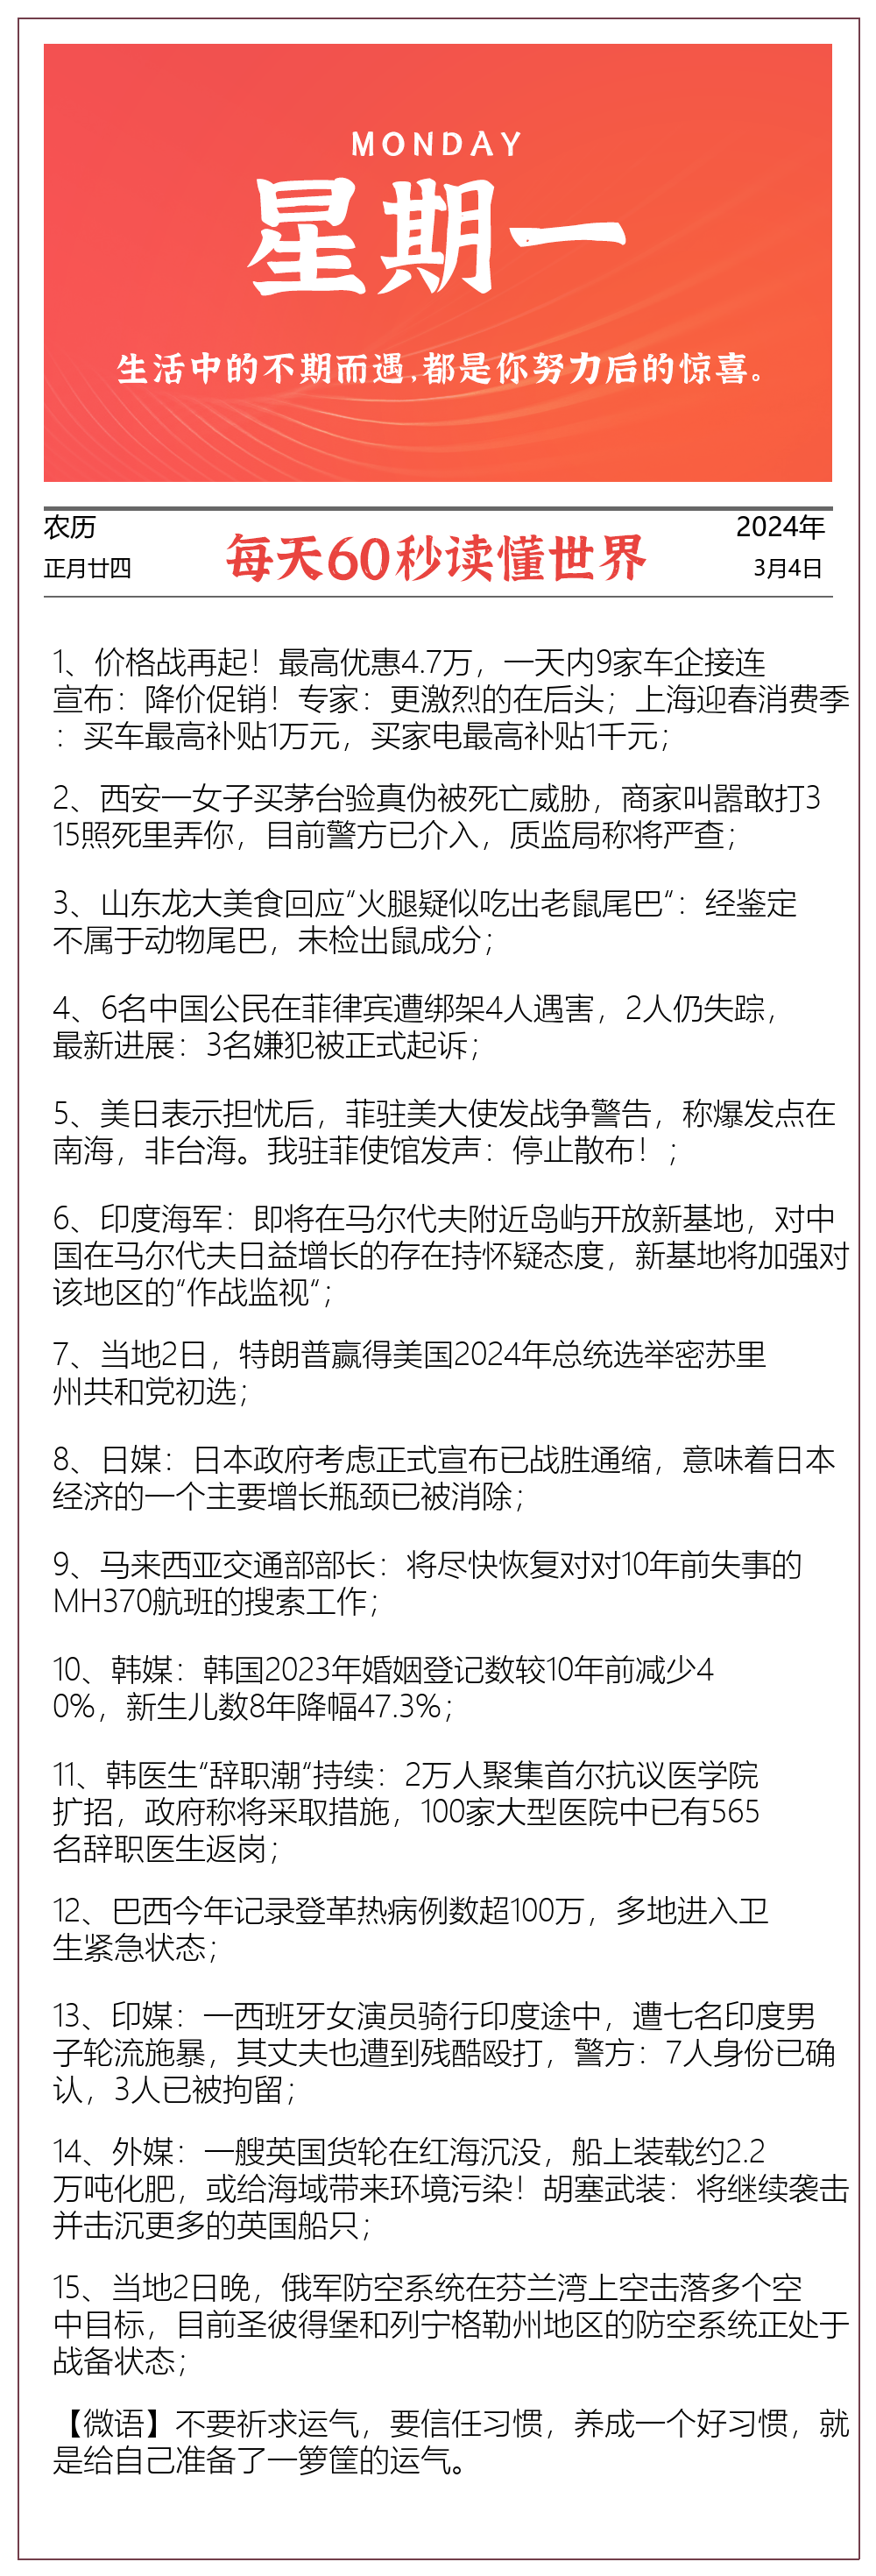 MONDAY
星期一
生活中的不期而遇,都是你努力后的惊喜。
农历
正月廿四
每天60秒读懂世界
2024年
3月4日
1、价格战再起！最高优惠4.7万，一天内9家车企接连
宣布：降价促销！专家：更激烈的在后头；上海迎春消费季
：买车最高补贴1万元，买家电最高补贴1千元；
2、西安一女子买茅台验真伪被死亡威胁，商家叫嚣敢打3
15照死里弄你，目前警方已介入，质监局称将严查；
3、山东龙大美食回应“火腿疑似吃出老鼠尾巴“：经鉴定
不属于动物尾巴，未检出鼠成分；
4、6名中国公民在菲律宾遭绑架4人遇害，2人仍失踪，
最新进展：3名嫌犯被正式起诉；
5、美日表示担忧后，菲驻美大使发战争警告，称爆发点在
南海，非台海。我驻菲使馆发声：停止散布！；
6、印度海军：即将在马尔代夫附近岛屿开放新基地，对中
国在马尔代夫日益增长的存在持怀疑态度，新基地将加强对
该地区的“作战监视“；
7、当地2日，特朗普赢得美国2024年总统选举密苏里
州共和党初选；
8、日媒：日本政府考虑正式宣布已战胜通缩，意味着日本
经济的一个主要增长瓶颈已被消除；
9、马来西亚交通部部长：将尽快恢复对对10年前失事的
MH370航班的搜索工作；
10、韩媒：韩国2023年婚姻登记数较10年前减少4
0%，新生儿数8年降幅47.3%；
11、韩医生“辞职潮“持续：2万人聚集首尔抗议医学院
扩招，政府称将采取措施，100家大型医院中已有565
名辞职医生返岗；
12、巴西今年记录登革热病例数超100万，多地进入卫
生紧急状态；
13、印媒：一西班牙女演员骑行印度途中，遭七名印度男
子轮流施暴，其丈夫也遭到残酷殴打，警方：7人身份已确
认，3人已被拘留；
14、外媒：一艘英国货轮在红海沉没，船上装载约2.2
万吨化肥，或给海域带来环境污染！胡塞武装：将继续袭击
并击沉更多的英国船只；
15、当地2日晚，俄军防空系统在芬兰湾上空击落多个空
中目标，目前圣彼得堡和列宁格勒州地区的防空系统正处于
战备状态；
【微语】不要祈求运气，要信任习惯，养成一个好习惯，就
是给自己准备了一箩筐的运气。